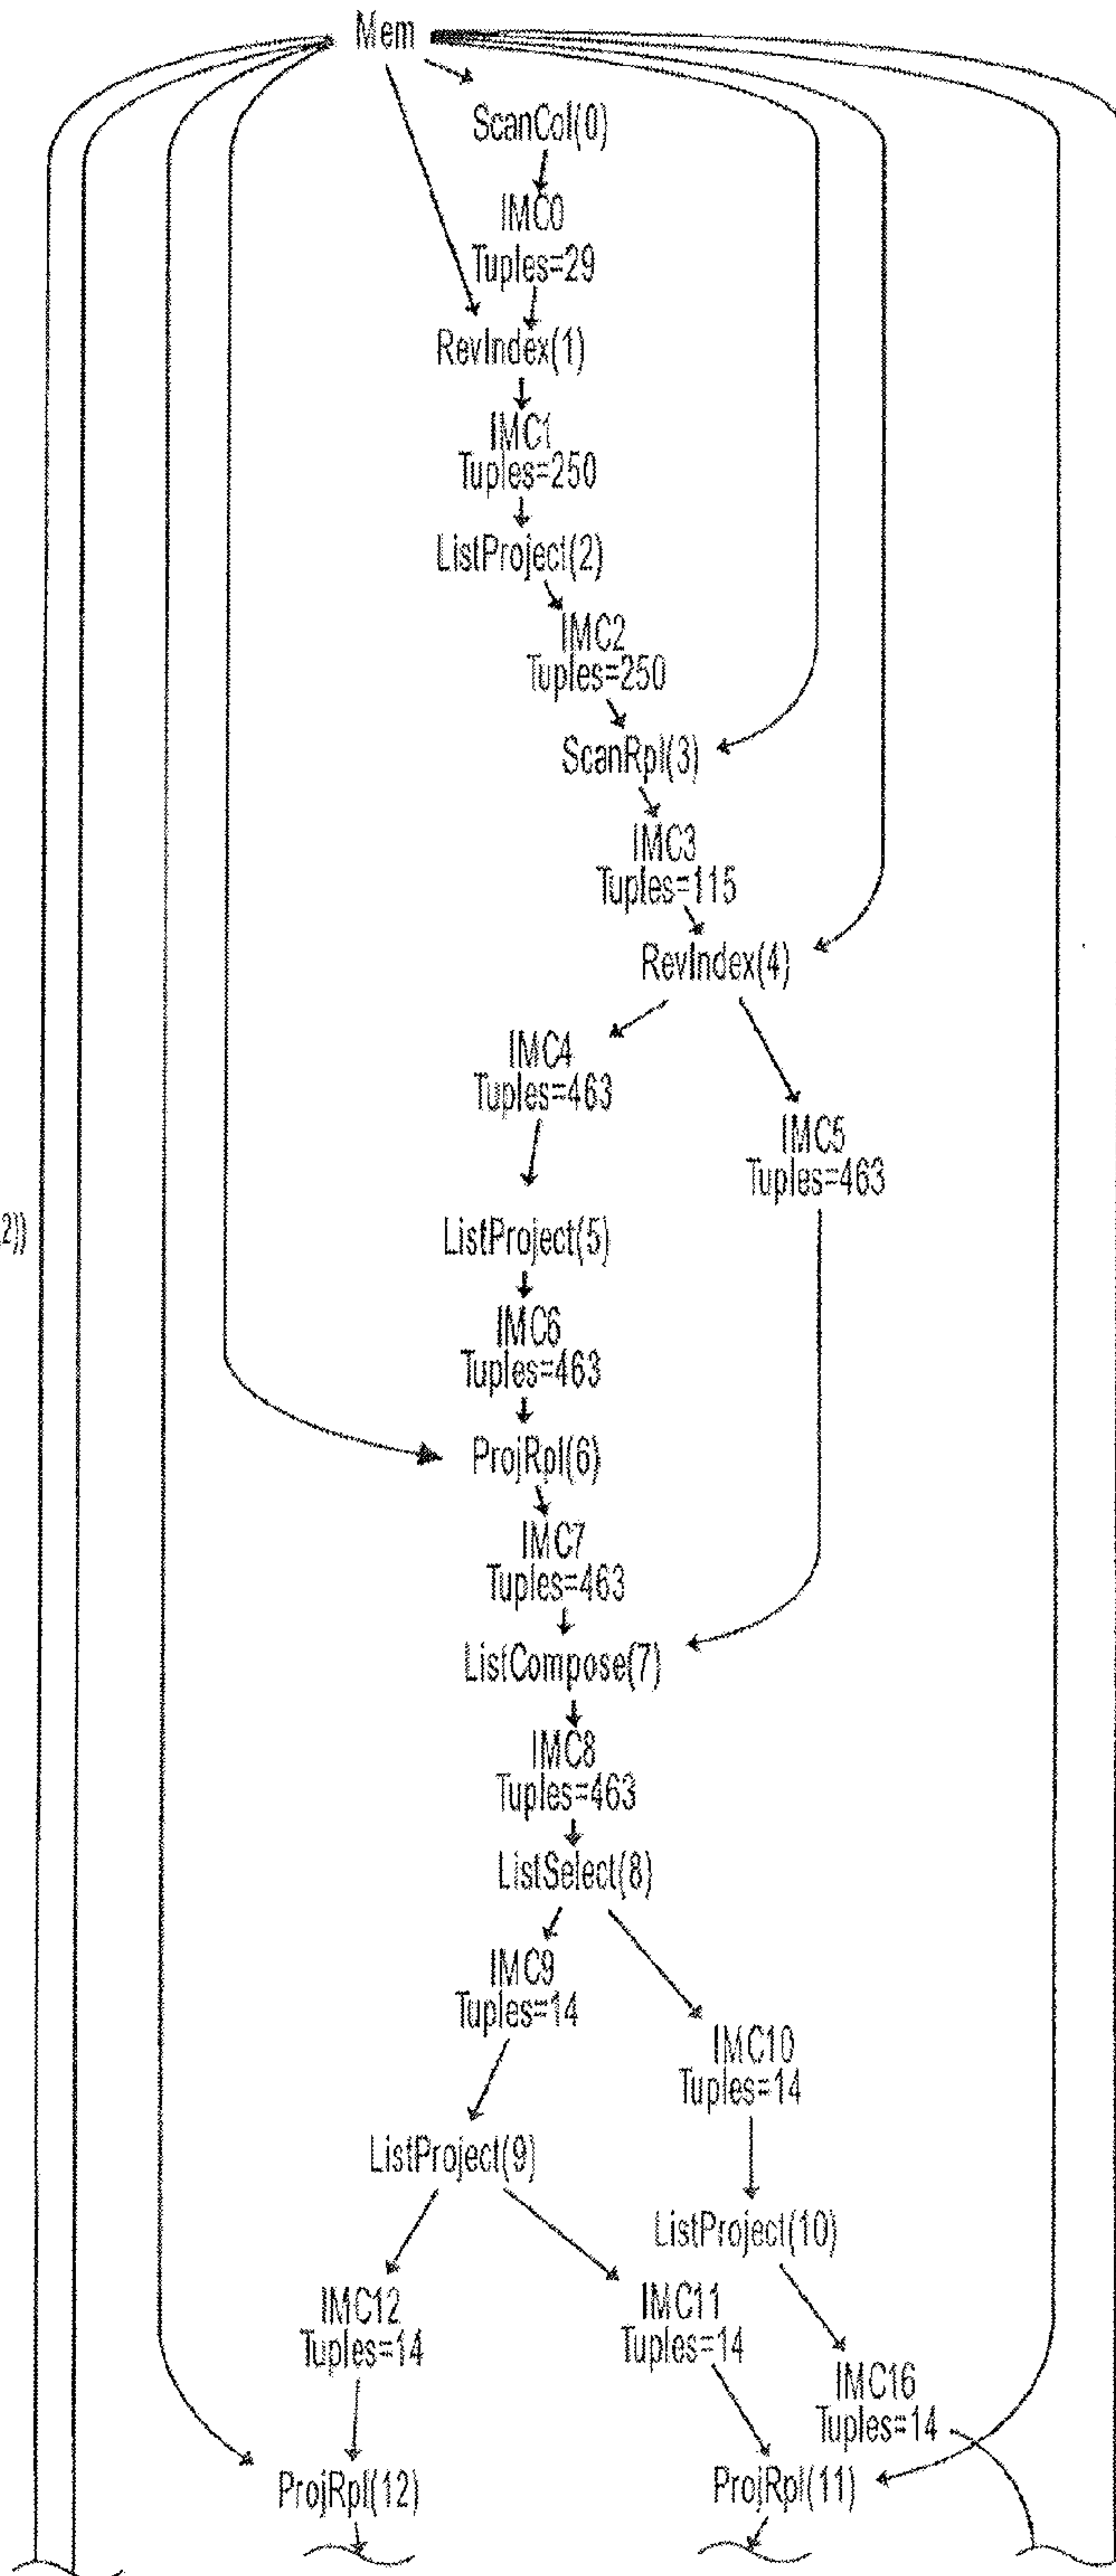 Mem
ScanCol(0)
IMC0
Tuples=29
RevIndex(1)
IMC1
Tuples=250
ListProject(2)
IMC2
Tuples=250
ScanRpl(3)
IMC3
Tuples=115
RevIndex(4)
IMC4
Tuples=463
IMC5
Tuples=463
2))
ListProject(5)
IMC6
Tuples=463
ProjRpl(6)
IMC7
Tuples=463
ListCompose(7)
IMC8
Tuples=463
ListSelect(8)
IMC9
Tuples=14
IMC10
Tuples=14
ListProject(9)
ListProject(10)
IMC12
Tuples=14
IMC11
Tuples=14
IMC16
Tuples=14
ProjRpl(12)
ProjRpl(11)